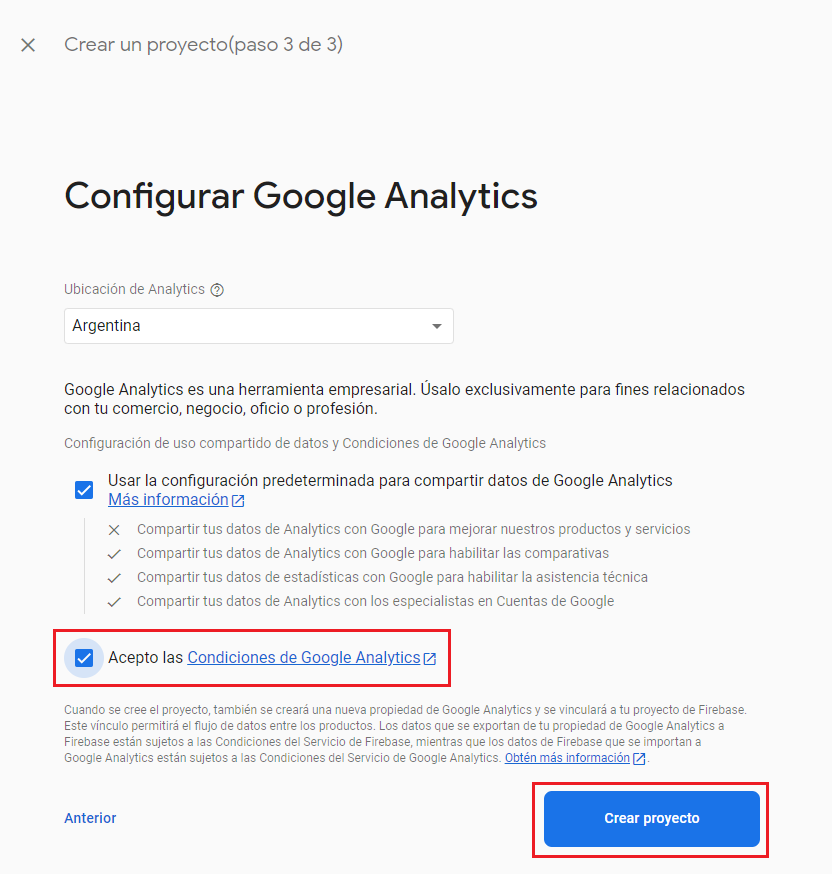 Crear un proyecto(paso 3 de 3)
Configurar Google Analytics
Ubicación de Analytics
Argentina
Google Analytics es una herramienta empresarial. Úsalo exclusivamente para fines relacionados
con tu comercio, negocio, oficio o profesión.
Configuración de uso compartido de datos y Condiciones de Google Analytics
Usar la configuración predeterminada para compartir datos de Google Analytics
Más información
Compartir tus datos de Analytics con Google para mejorar nuestros productos y servicios
Compartir tus datos de Analytics con Google para habilitar las comparativas
Compartir tus datos de estadísticas con Google para habilitar la asistencia técnica
Compartir tus datos de Analytics con los especialistas en Cuentas de Google
Acepto las Condiciones de Google Analytics
Cuando se cree el proyecto, también se creará una nueva propiedad de Google Analytics y se vinculará a tu proyecto de Firebase.
Este vínculo permitirá el flujo de datos entre los productos. Los datos que se exportan de tu propiedad de Google Analytics a
Firebase están sujetos a las Condiciones del Servicio de Firebase, mientras que los datos de Firebase que se importan a
Google Analytics están sujetos a las Condiciones del Servicio de Google Analytics. Obtén más información.
Anterior
Crear proyecto